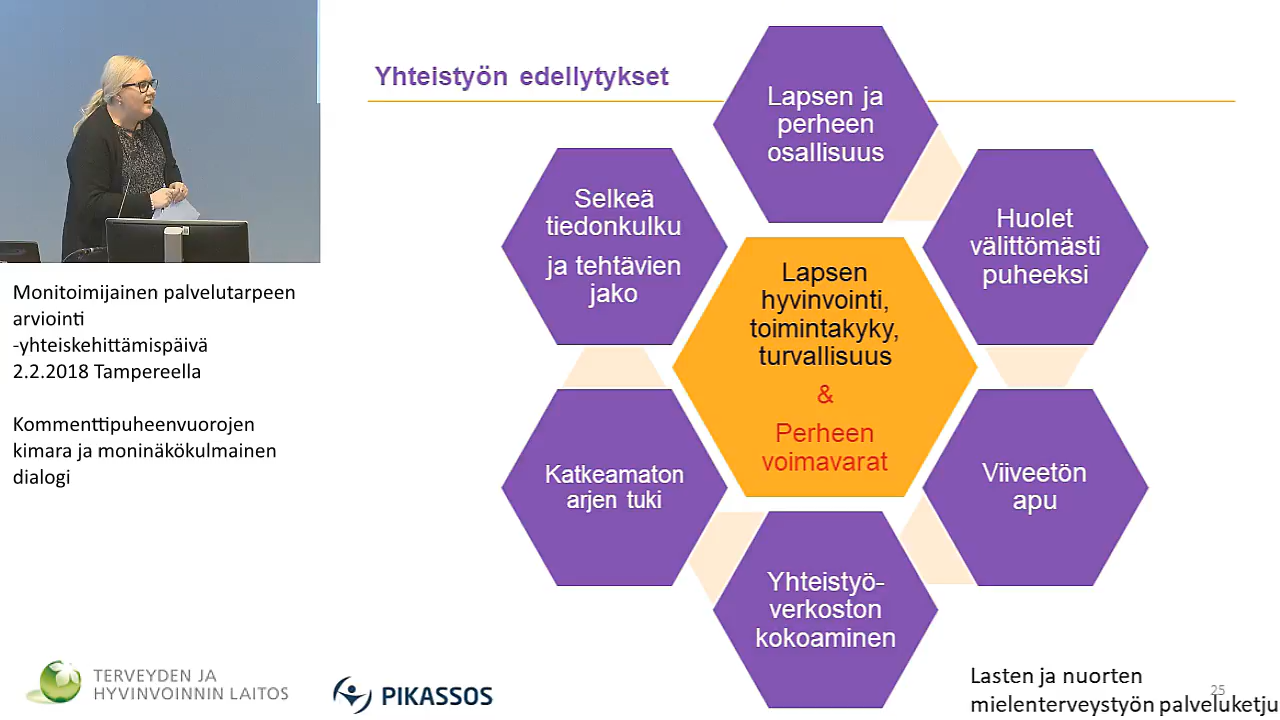 Yhteistyön edellytykset
Lapsen ja
perheen
osallisuus
Huolet
välittömästi
puheeksi
Viiveetön
apu
Yhteistyö-
verkoston
kokoaminen
Katkeamaton
arjen tuki
Selkeä
tiedonkulku
ja tehtävien
jako
Lapsen
hyvinvointi,
toimintakyky,
turvallisuus
&
Perheen
voimavarat
Monitoimijainen palvelutarpeen
arviointi
-yhteiskehittämispäivä
2.2.2018 Tampereella
Kommenttipuheenvuorojen
kimara ja moninäkökulmainen
dialogi
TERVEYDEN JA
HYVINVOINNIN LAITOS
PIKASSOS
Lasten ja nuorten
mielenterveystyön palveluketju
25